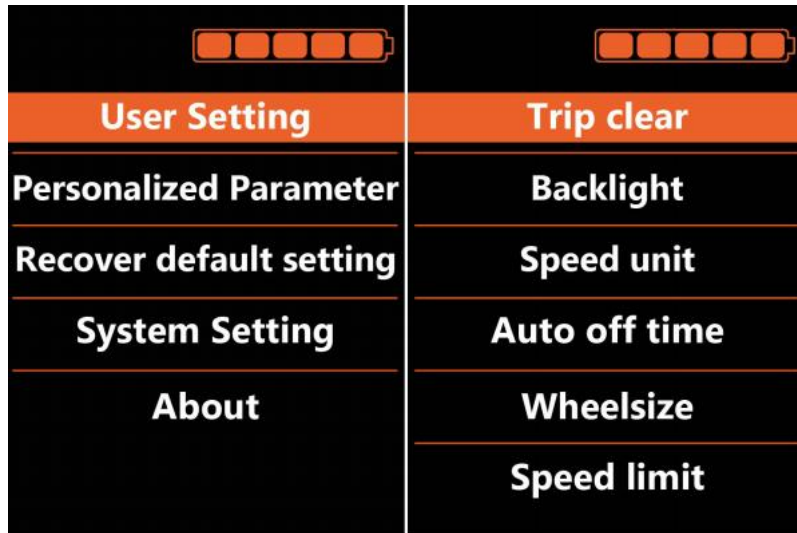 User Setting
Personalized Parameter
Recover default setting
System Setting
About
Trip clear
Backlight
Speed unit
Auto off time
Wheelsize
Speed limit